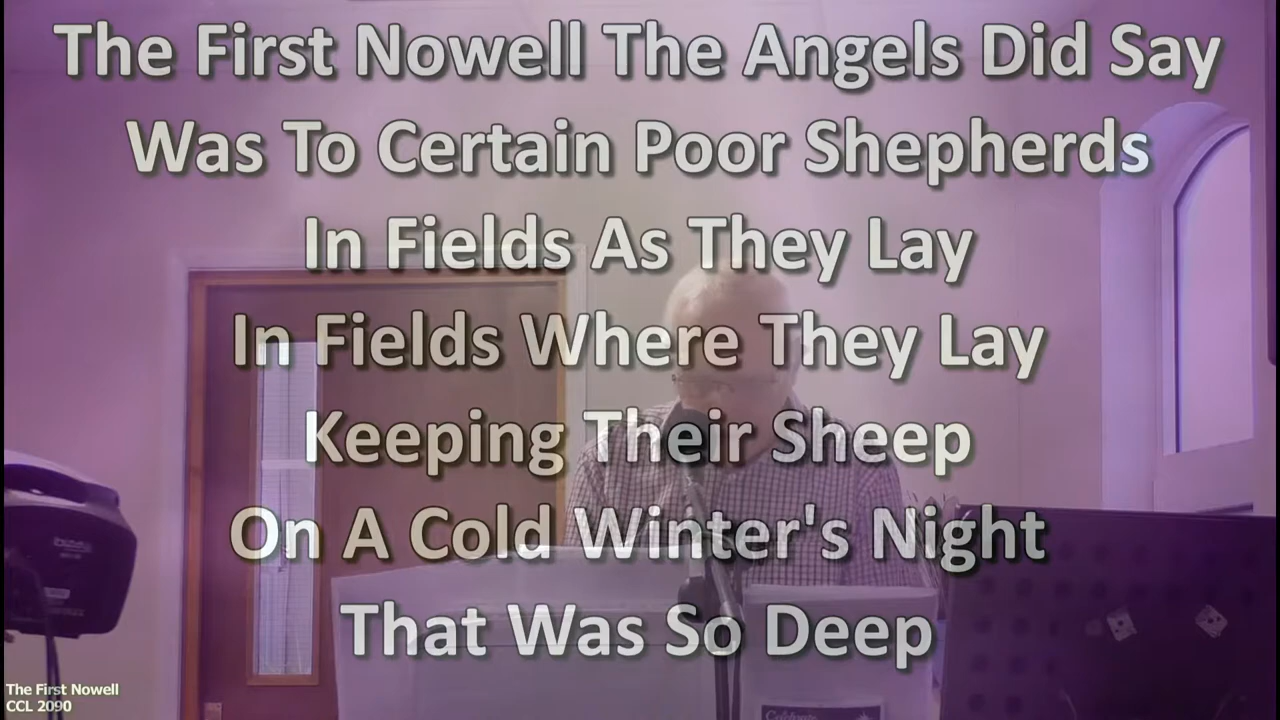 The First Nowell The Angels Did Say
Was To Certain Poor Shepherds
In Fields As They Lay
In Fields Where They Lay
Keeping Their Sheep
On A Cold Winter's Night
That Was So Deep
The First Nowell
CCL 2090